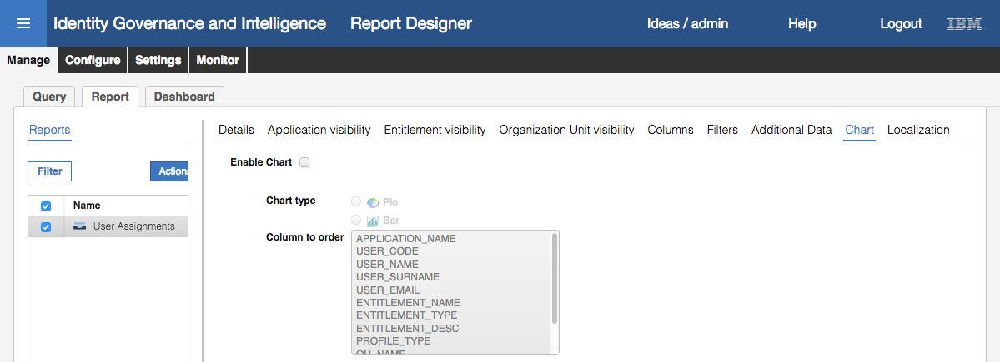 Identity Governance and Intelligence Report Designer Ideas / admin Help Logout IBM
Manage Configure Settings Monitor
Query Report Dashboard
Reports
Details Application visibility Entitlement visibility Organization Unit visibility Columns Filters Additional Data Chart Localization
Enable Chart
Filter Actions
Chart type Pie
Name
Bar
User Assignments
Column to order
APPLICATION_NAME
USER_CODE
USER_NAME
USER_SURNAME
USER_EMAIL
ENTITLEMENT_NAME
ENTITLEMENT_TYPE
ENTITLEMENT_DESC
PROFILE_TYPE
OU_NAME